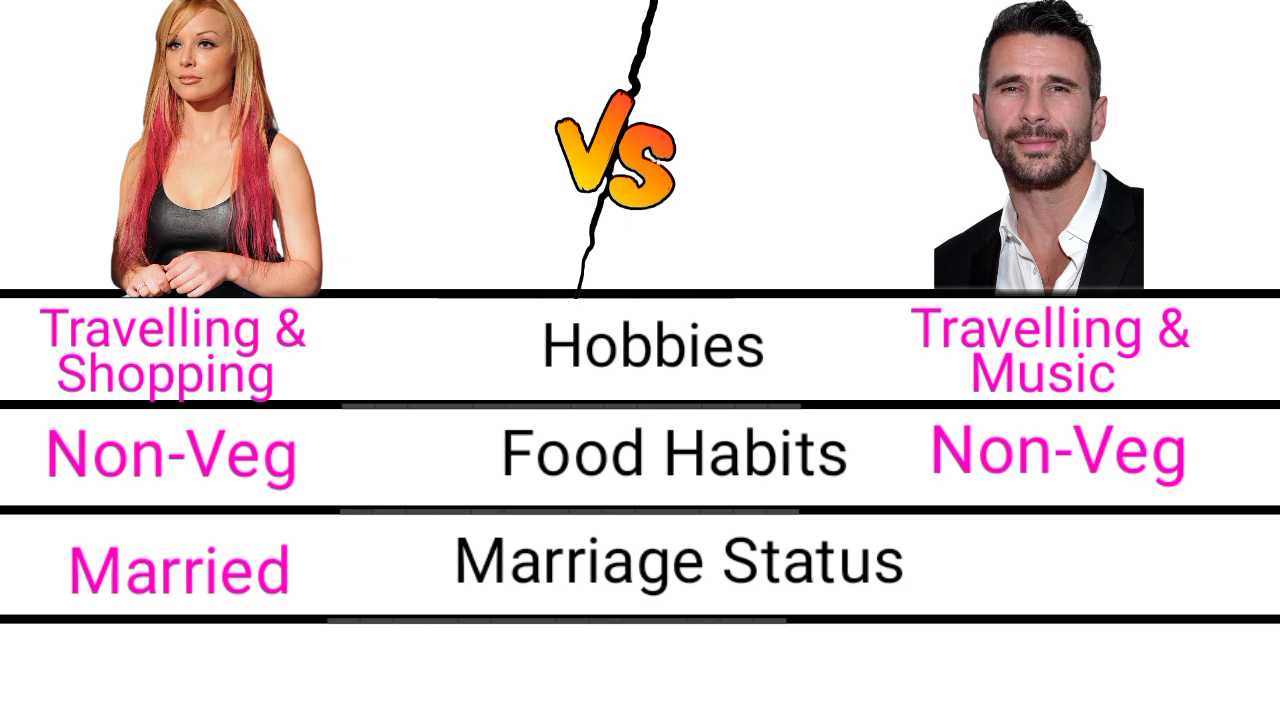 VS
Travelling &
Shopping
Hobbies
Travelling &
Music
Non-Veg
Food Habits
Non-Veg
Married
Marriage Status